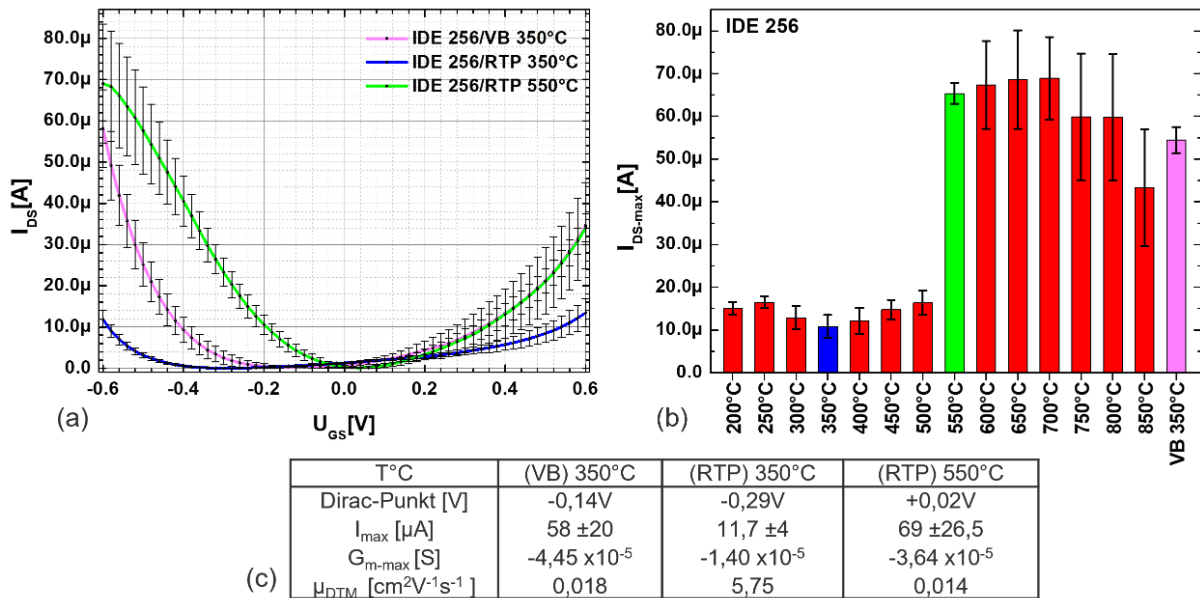 80.0µ
70.0µ
60.0µ
50.0µ
40.0µ
30.0µ
20.0µ
10.0µ
0.0
I_DS[A]
IDE 256/VB 350°C
IDE 256/RTP 350°C
IDE 256/RTP 550°C
-0.6 -0.4 -0.2 0.0 0.2 0.4 0.6
U_GS[V]
(a)
IDE 256
80.0µ
70.0µ
60.0µ
50.0µ
40.0µ
30.0µ
20.0µ
10.0µ
0.0
I_DS-max[A]
200°C
250°C
300°C
350°C
400°C
450°C
500°C
550°C
600°C
650°C
700°C
750°C
800°C
850°C
VB 350°C
(b)
T°C (VB) 350°C (RTP) 350°C (RTP) 550°C
Dirac-Punkt [V] -0,14V -0,29V +0,02V
I_max [µA] 58 ±20 11,7 ±4 69 ±26,5
G_m-max [S] -4,45 x10⁻⁵ -1,40 x10⁻⁵ -3,64 x10⁻⁵
µ_DTM [cm²V⁻¹s⁻¹] 0,018 5,75 0,014
(c)